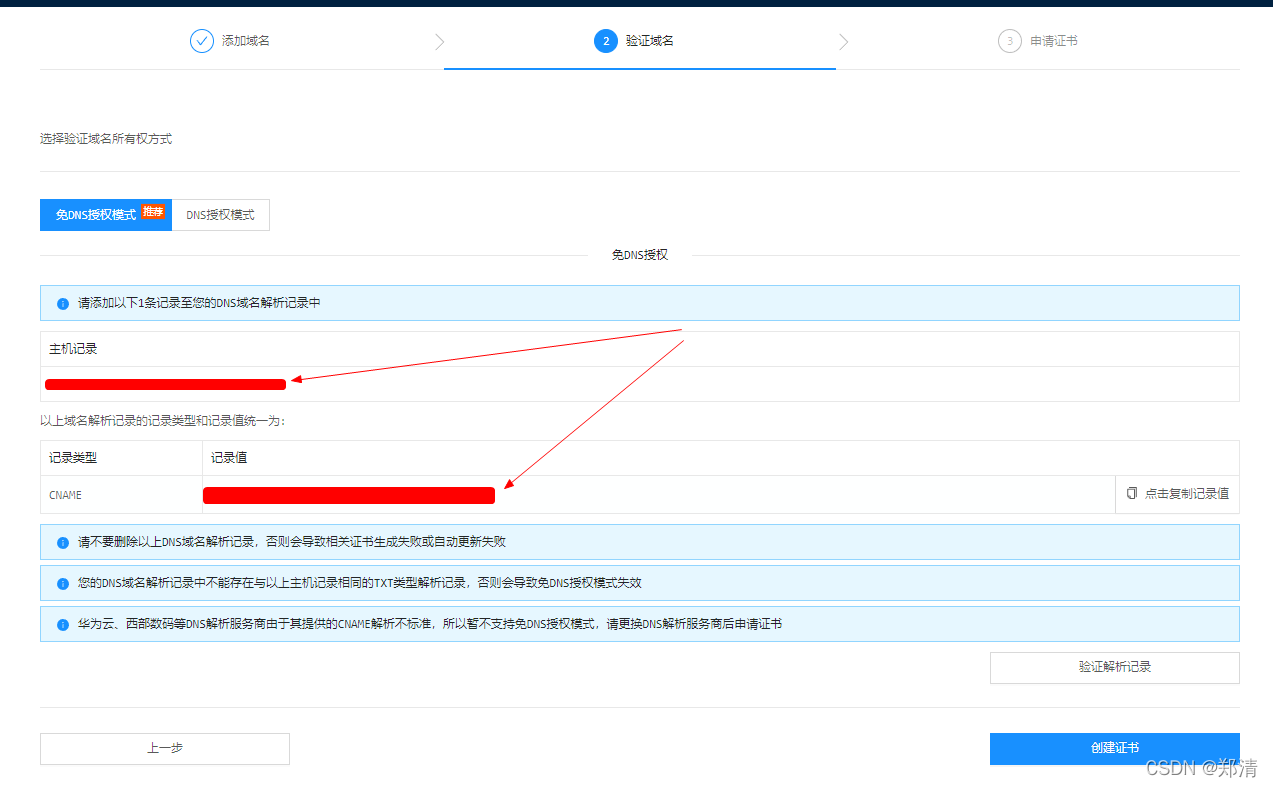 添加域名
2 验证域名
3 申请证书
选择验证域名所有权方式
免DNS授权模式 推荐 DNS授权模式
免DNS授权
请添加以下1条记录至您的DNS域名解析记录中
主机记录
以上域名解析记录的记录类型和记录值统一为:
记录类型 记录值
CNAME 点击复制记录值
请不要删除以上DNS域名解析记录，否则会导致相关证书生成失败或自动更新失败
您的DNS域名解析记录中不能存在与以上主机记录相同的TXT类型解析记录，否则会导致免DNS授权模式失效
华为云、西部数码等DNS解析服务商由于其提供的CNAME解析不标准，所以暂不支持免DNS授权模式，请更换DNS解析服务商后申请证书
验证解析记录
上一步 创建证书
CSDN @郑清